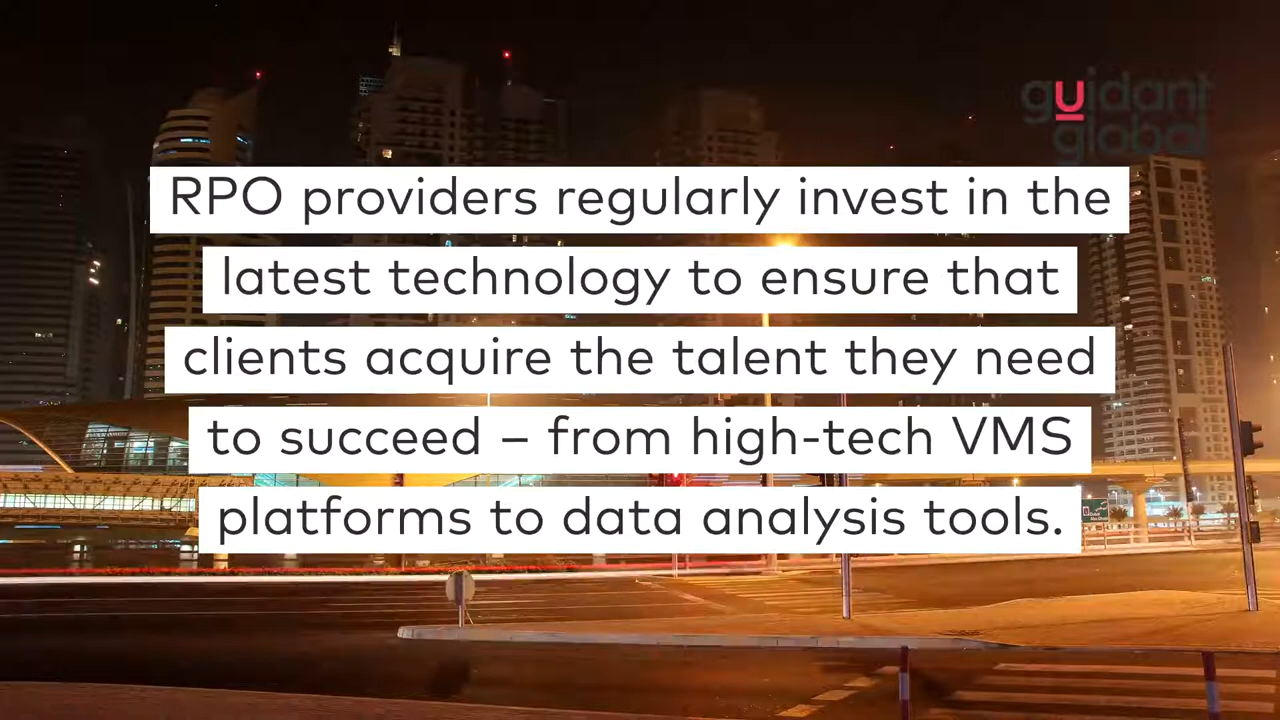 guidant
global
RPO providers regularly invest in the
latest technology to ensure that
clients acquire the talent they need
to succeed – from high-tech VMS
platforms to data analysis tools.